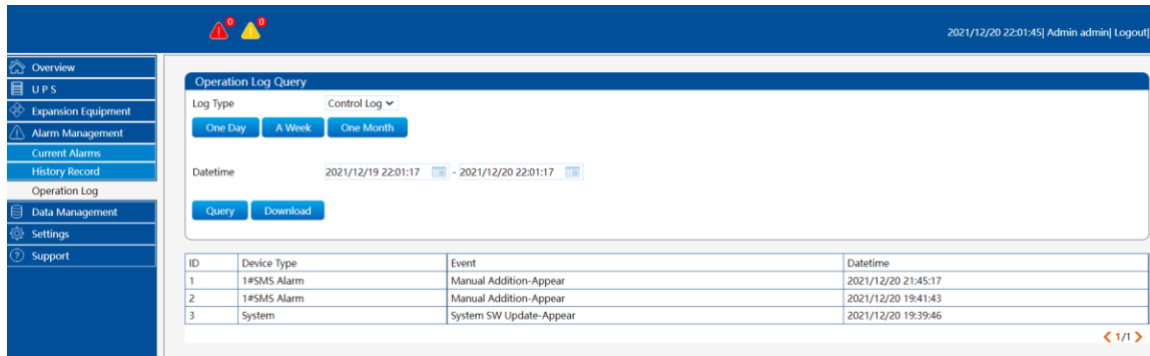 0 0
2021/12/20 22:01:45| Admin admin| Logout|
Overview
UPS
Expansion Equipment
Alarm Management
Current Alarms
History Record
Operation Log
Data Management
Settings
Support
Operation Log Query
Log Type Control Log
One Day A Week One Month
Datetime 2021/12/19 22:01:17 - 2021/12/20 22:01:17
Query Download
ID Device Type Event Datetime
1 1#SMS Alarm Manual Addition-Appear 2021/12/20 21:45:17
2 1#SMS Alarm Manual Addition-Appear 2021/12/20 19:41:43
3 System System SW Update-Appear 2021/12/20 19:39:46
1/1